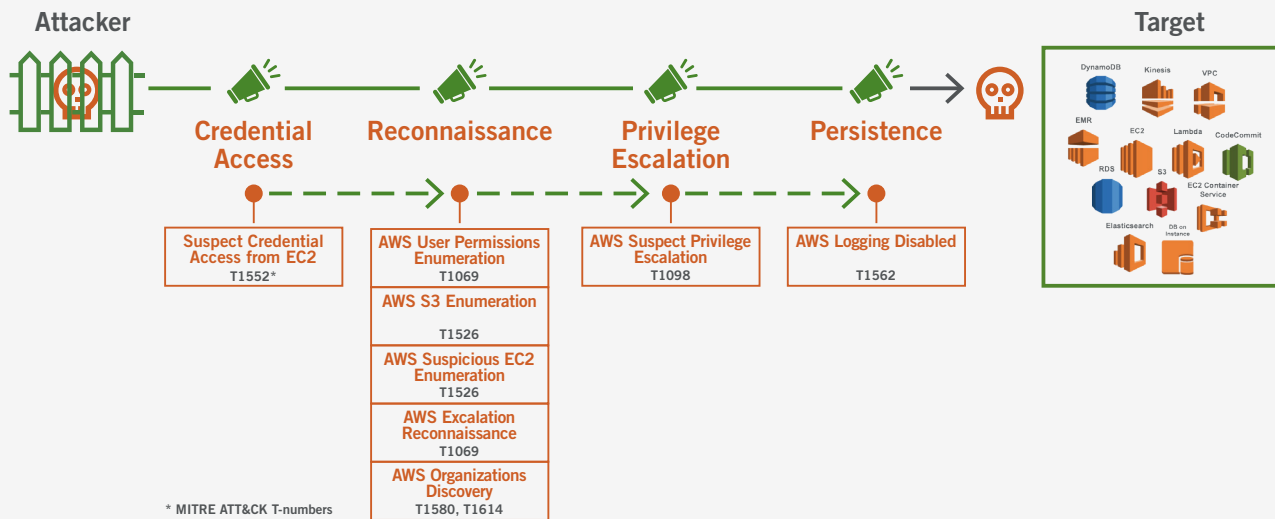 Attacker
Target
Credential
Access
Reconnaissance
Privilege
Escalation
Persistence
Suspect Credential
Access from EC2
T1552*
AWS User Permissions
Enumeration
T1069
AWS S3 Enumeration
T1526
AWS Suspicious EC2
Enumeration
T1526
AWS Excalation
Reconnaissance
T1069
AWS Organizations
Discovery
T1580, T1614
AWS Suspect Privilege
Escalation
T1098
AWS Logging Disabled
T1562
DynamoDB
Kinesis
VPC
EMR
EC2
Lambda
CodeCommit
RDS
S3
EC2 Container
Service
Elasticsearch
DB on
Instance
* MITRE ATT&CK T-numbers